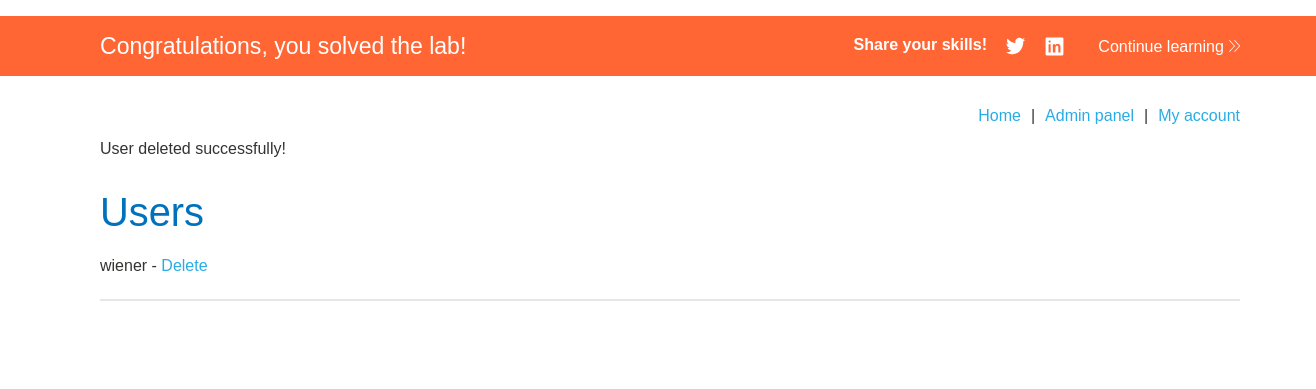 Congratulations, you solved the lab!
Share your skills!
Continue learning
Home | Admin panel | My account
User deleted successfully!
Users
wiener - Delete